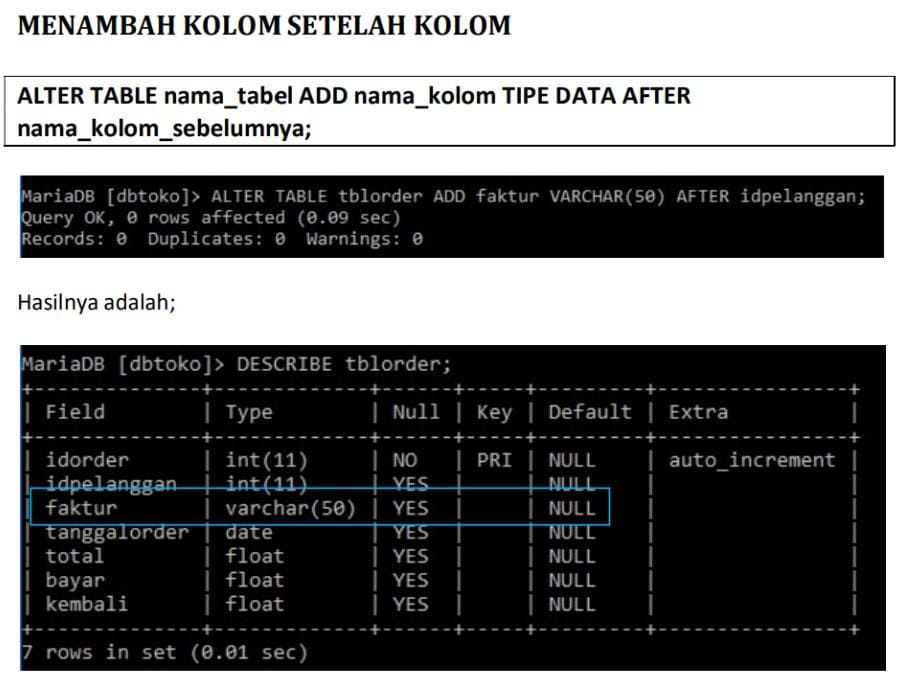 MENAMBAH KOLOM SETELAH KOLOM
ALTER TABLE nama_tabel ADD nama_kolom TIPE DATA AFTER
nama_kolom_sebelumnya;
MariaDB [dbtoko]> ALTER TABLE tblorder ADD faktur VARCHAR(50) AFTER idpelanggan;
Query OK, 0 rows affected (0.09 sec)
Records: 0  Duplicates: 0  Warnings: 0
Hasilnya adalah;
MariaDB [dbtoko]> DESCRIBE tblorder;
+--------------+-------------+------+-----+---------+----------------+
| Field        | Type        | Null | Key | Default | Extra          |
+--------------+-------------+------+-----+---------+----------------+
| idorder      | int(11)     | NO   | PRI | NULL    | auto_increment |
| idpelanggan  | int(11)     | YES  |     | NULL    |                |
| faktur       | varchar(50) | YES  |     | NULL    |                |
| tanggalorder | date        | YES  |     | NULL    |                |
| total        | float       | YES  |     | NULL    |                |
| bayar        | float       | YES  |     | NULL    |                |
| kembali      | float       | YES  |     | NULL    |                |
+--------------+-------------+------+-----+---------+----------------+
7 rows in set (0.01 sec)